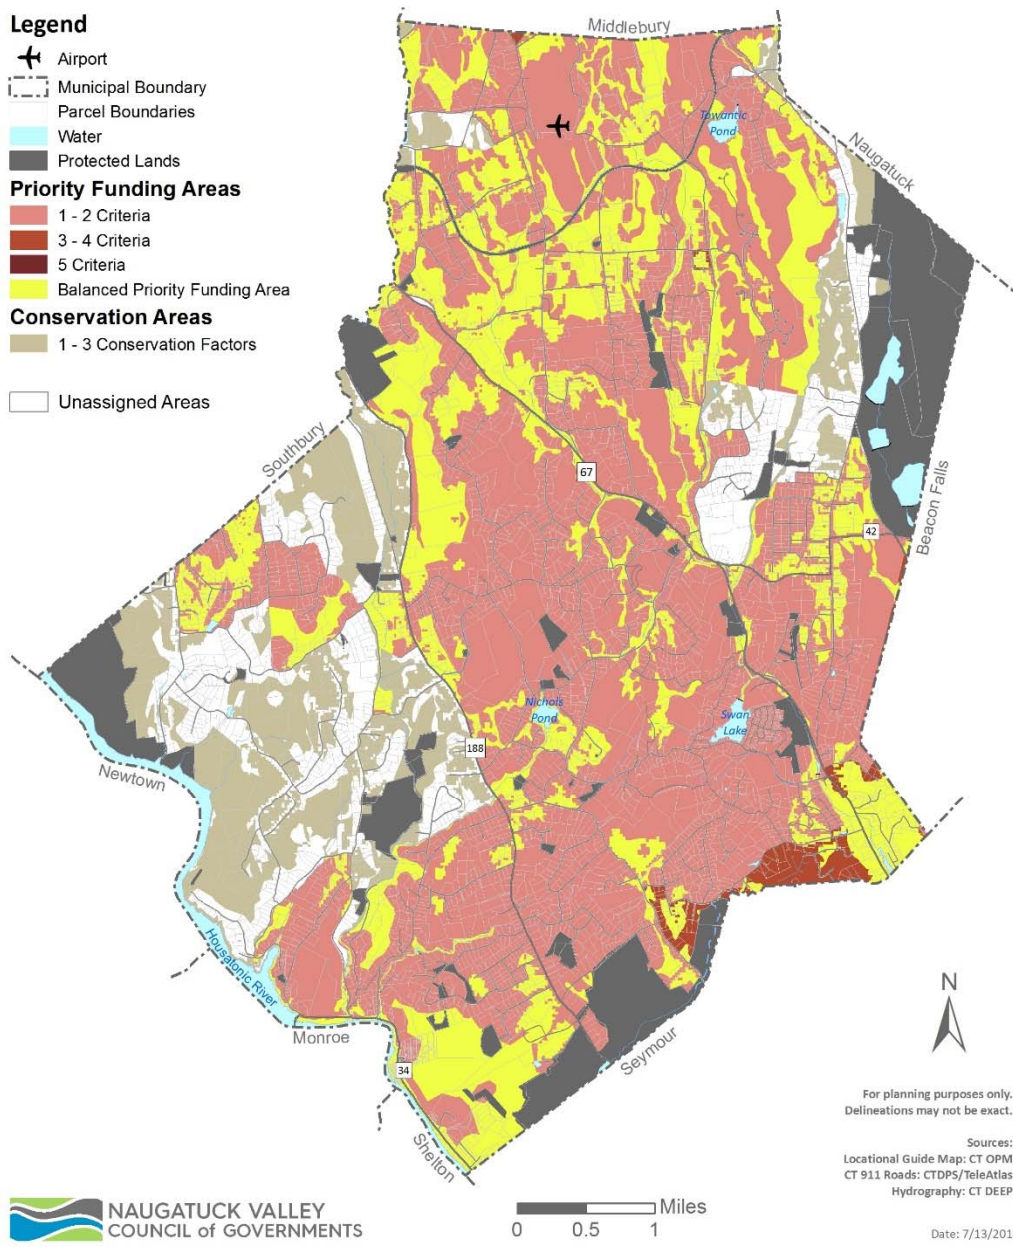 Legend
Airport
Municipal Boundary
Parcel Boundaries
Water
Protected Lands
Priority Funding Areas
1 - 2 Criteria
3 - 4 Criteria
5 Criteria
Balanced Priority Funding Area
Conservation Areas
1 - 3 Conservation Factors
Unassigned Areas
Middlebury
Towantic
Pond
Naugatuck
Southbury
67
42
Beacon Falls
Nichols
Pond
Swan
Lake
188
Newtown
Housatonic River
Monroe
34
Seymour
Shelton
N
For planning purposes only.
Delineations may not be exact.
Sources:
Locational Guide Map: CT OPM
CT 911 Roads: CTDPS/TeleAtlas
Hydrography: CT DEEP
NAUGATUCK VALLEY
COUNCIL of GOVERNMENTS
Miles
0 0.5 1
Date: 7/13/201